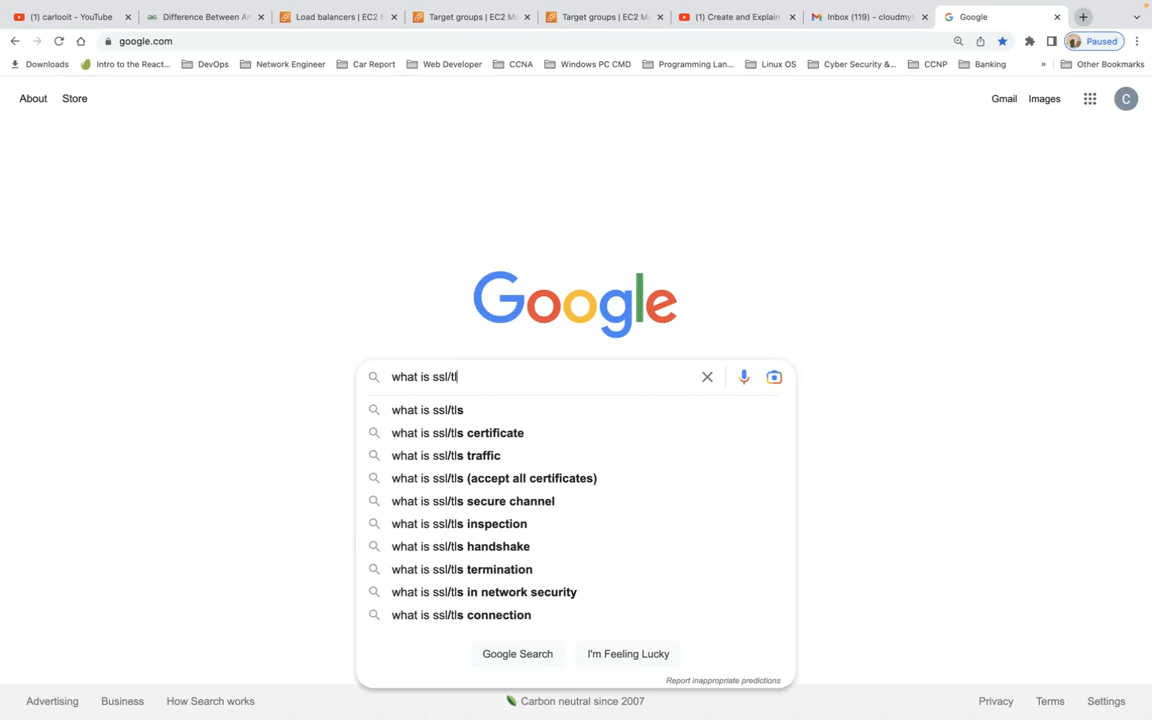 (1) carlooit - YouTube
Difference Between An
Load balancers | EC2 M
Target groups | EC2 Ma
Target groups | EC2 Ma
(1) Create and Explain
Inbox (119) - cloudmyl
Google
google.com
Paused
Downloads
Intro to the React...
DevOps
Network Engineer
Car Report
Web Developer
CCNA
Windows PC CMD
Programming Lan...
Linux OS
Cyber Security &...
CCNP
Banking
»
Other Bookmarks
About
Store
Gmail
Images
C
Google
what is ssl/tl
what is ssl/tls
what is ssl/tls certificate
what is ssl/tls traffic
what is ssl/tls (accept all certificates)
what is ssl/tls secure channel
what is ssl/tls inspection
what is ssl/tls handshake
what is ssl/tls termination
what is ssl/tls in network security
what is ssl/tls connection
Google Search
I'm Feeling Lucky
Report inappropriate predictions
Advertising
Business
How Search works
Carbon neutral since 2007
Privacy
Terms
Settings